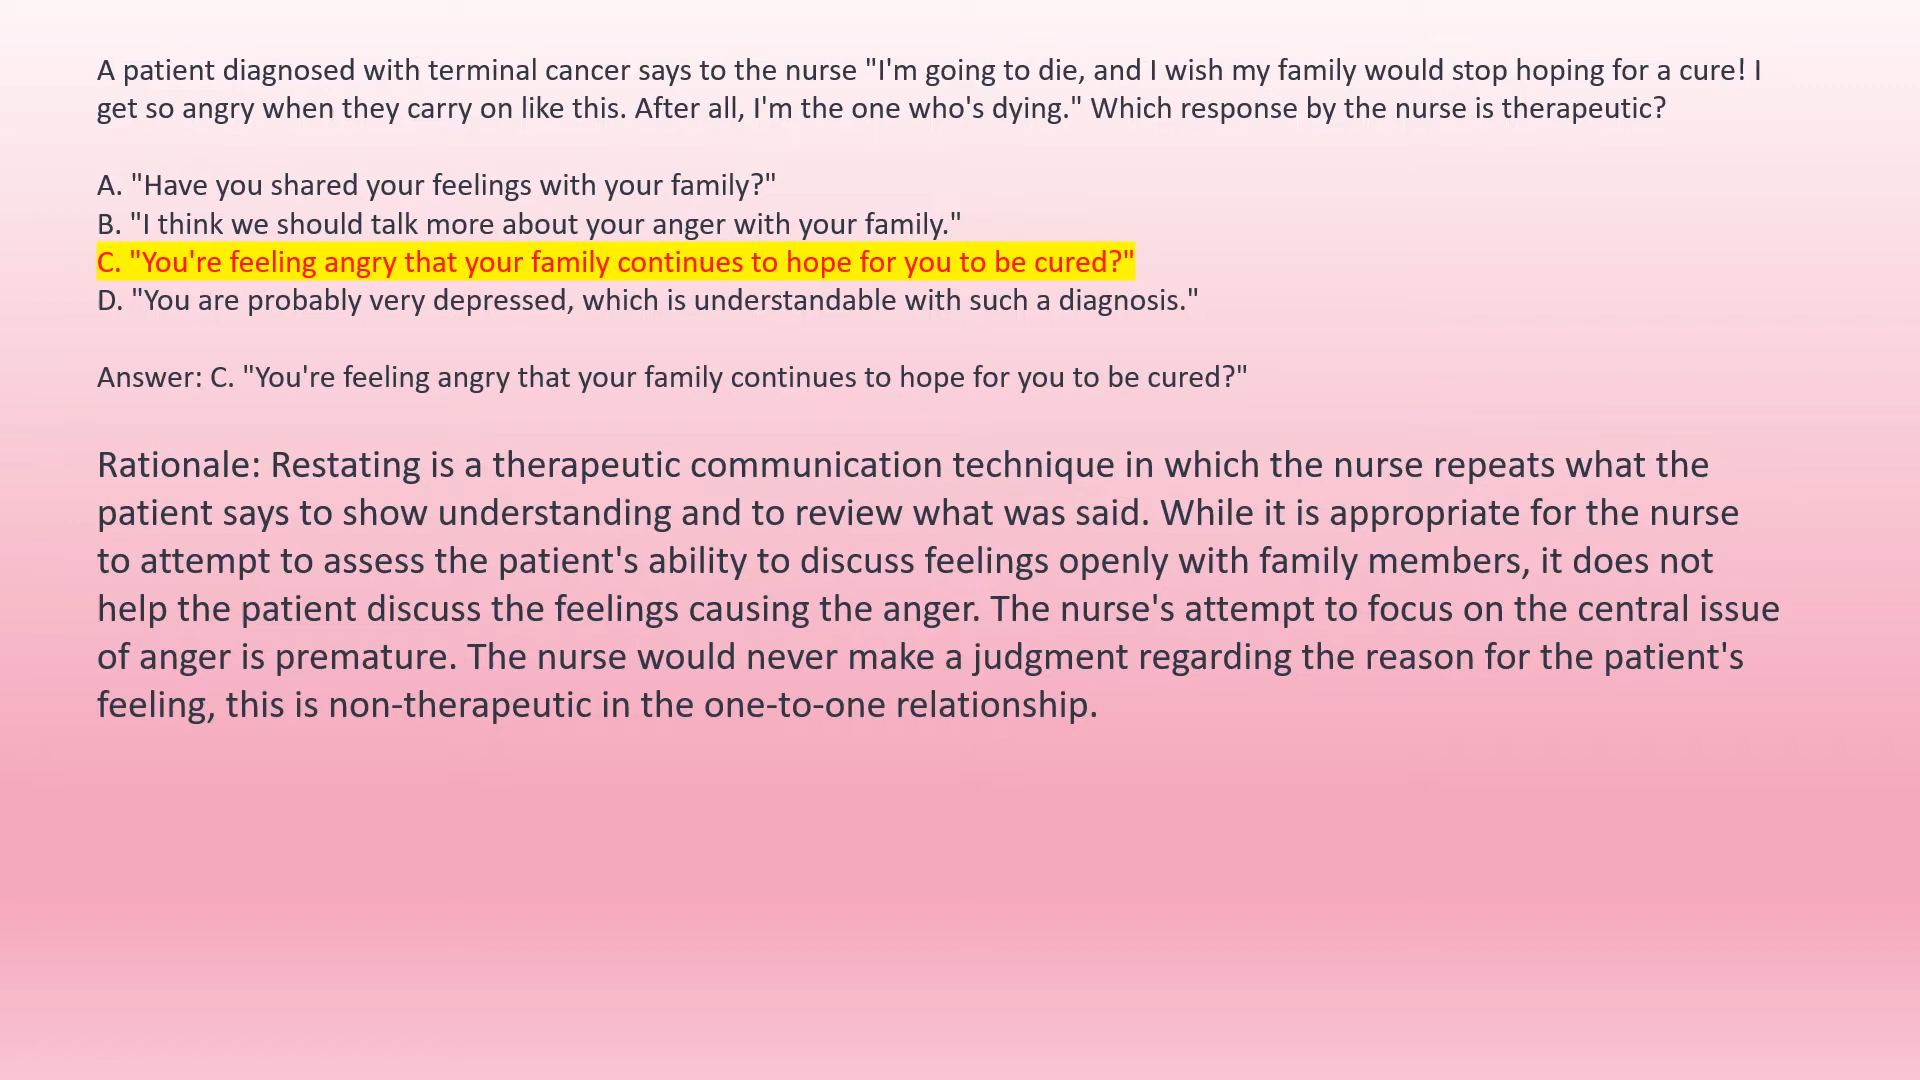 A patient diagnosed with terminal cancer says to the nurse "I'm going to die, and I wish my family would stop hoping for a cure! I
get so angry when they carry on like this. After all, I'm the one who's dying." Which response by the nurse is therapeutic?
A. "Have you shared your feelings with your family?"
B. "I think we should talk more about your anger with your family."
C. "You're feeling angry that your family continues to hope for you to be cured?"
D. "You are probably very depressed, which is understandable with such a diagnosis."
Answer: C. "You're feeling angry that your family continues to hope for you to be cured?"
Rationale: Restating is a therapeutic communication technique in which the nurse repeats what the
patient says to show understanding and to review what was said. While it is appropriate for the nurse
to attempt to assess the patient's ability to discuss feelings openly with family members, it does not
help the patient discuss the feelings causing the anger. The nurse's attempt to focus on the central issue
of anger is premature. The nurse would never make a judgment regarding the reason for the patient's
feeling, this is non-therapeutic in the one-to-one relationship.